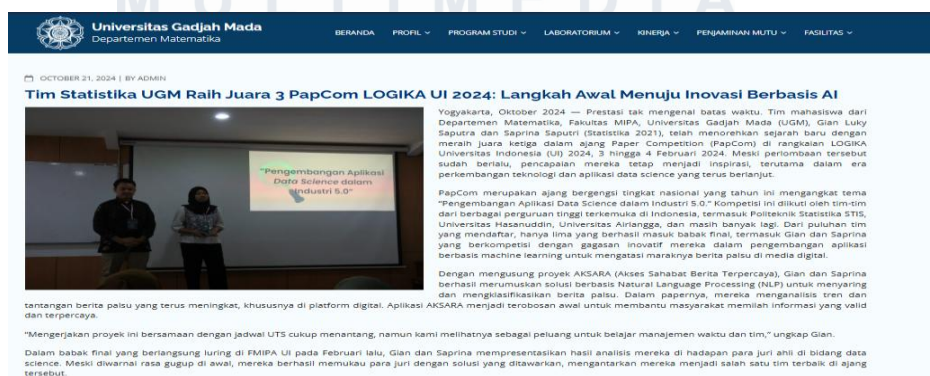 MULTIMEDIA
Universitas Gadjah Mada
Departemen Matematika
BERANDA PROFIL PROGRAM STUDI LABORATORIUM KINERJA PENJAMINAN MUTU FASILITAS
OCTOBER 21, 2024 | BY ADMIN
Tim Statistika UGM Raih Juara 3 PapCom LOGIKA UI 2024: Langkah Awal Menuju Inovasi Berbasis AI
"Pengembangan Aplikasi
Data Science dalam
Industri 5.0"
Yogyakarta, Oktober 2024 — Prestasi tak mengenal batas waktu. Tim mahasiswa dari
Departemen Matematika, Fakultas MIPA, Universitas Gadjah Mada (UGM), Gian Luky
Saputra dan Saprina Saputri (Statistika 2021), telah menorehkan sejarah baru dengan
meraih juara ketiga dalam ajang Paper Competition (PapCom) di rangkaian LOGIKA
Universitas Indonesia (UI) 2024, 3 hingga 4 Februari 2024. Meski perlombaan tersebut
sudah berlalu, pencapaian mereka tetap menjadi inspirasi, terutama dalam era
perkembangan teknologi dan aplikasi data science yang terus berlanjut.
PapCom merupakan ajang bergengsi tingkat nasional yang tahun ini mengangkat tema
"Pengembangan Aplikasi Data Science dalam Industri 5.0." Kompetisi ini diikuti oleh tim-tim
dari berbagai perguruan tinggi terkemuka di Indonesia, termasuk Politeknik Statistika STIS,
Universitas Hasanuddin, Universitas Airlangga, dan masih banyak lagi. Dari puluhan tim
yang mendaftar, hanya lima yang berhasil masuk babak final, termasuk Gian dan Saprina
yang berkompetisi dengan gagasan inovatif mereka dalam pengembangan aplikasi
berbasis machine learning untuk mengatasi maraknya berita palsu di media digital.
Dengan mengusung proyek AKSARA (Akses Sahabat Berita Terpercaya), Gian dan Saprina
berhasil merumuskan solusi berbasis Natural Language Processing (NLP) untuk menyaring
dan mengklasifikasikan berita palsu. Dalam papernya, mereka menganalisis tren dan
tantangan berita palsu yang terus meningkat, khususnya di platform digital. Aplikasi AKSARA menjadi terobosan awal untuk membantu masyarakat memilah informasi yang valid
dan terpercaya.
"Mengerjakan proyek ini bersamaan dengan jadwal UTS cukup menantang, namun kami melihatnya sebagai peluang untuk belajar manajemen waktu dan tim," ungkap Gian.
Dalam babak final yang berlangsung luring di FMIPA UI pada Februari lalu, Gian dan Saprina mempresentasikan hasil analisis mereka di hadapan para juri ahli di bidang data
science. Meski diwarnai rasa gugup di awal, mereka berhasil memukau para juri dengan solusi yang ditawarkan, mengantarkan mereka menjadi salah satu tim terbaik di ajang
tersebut.